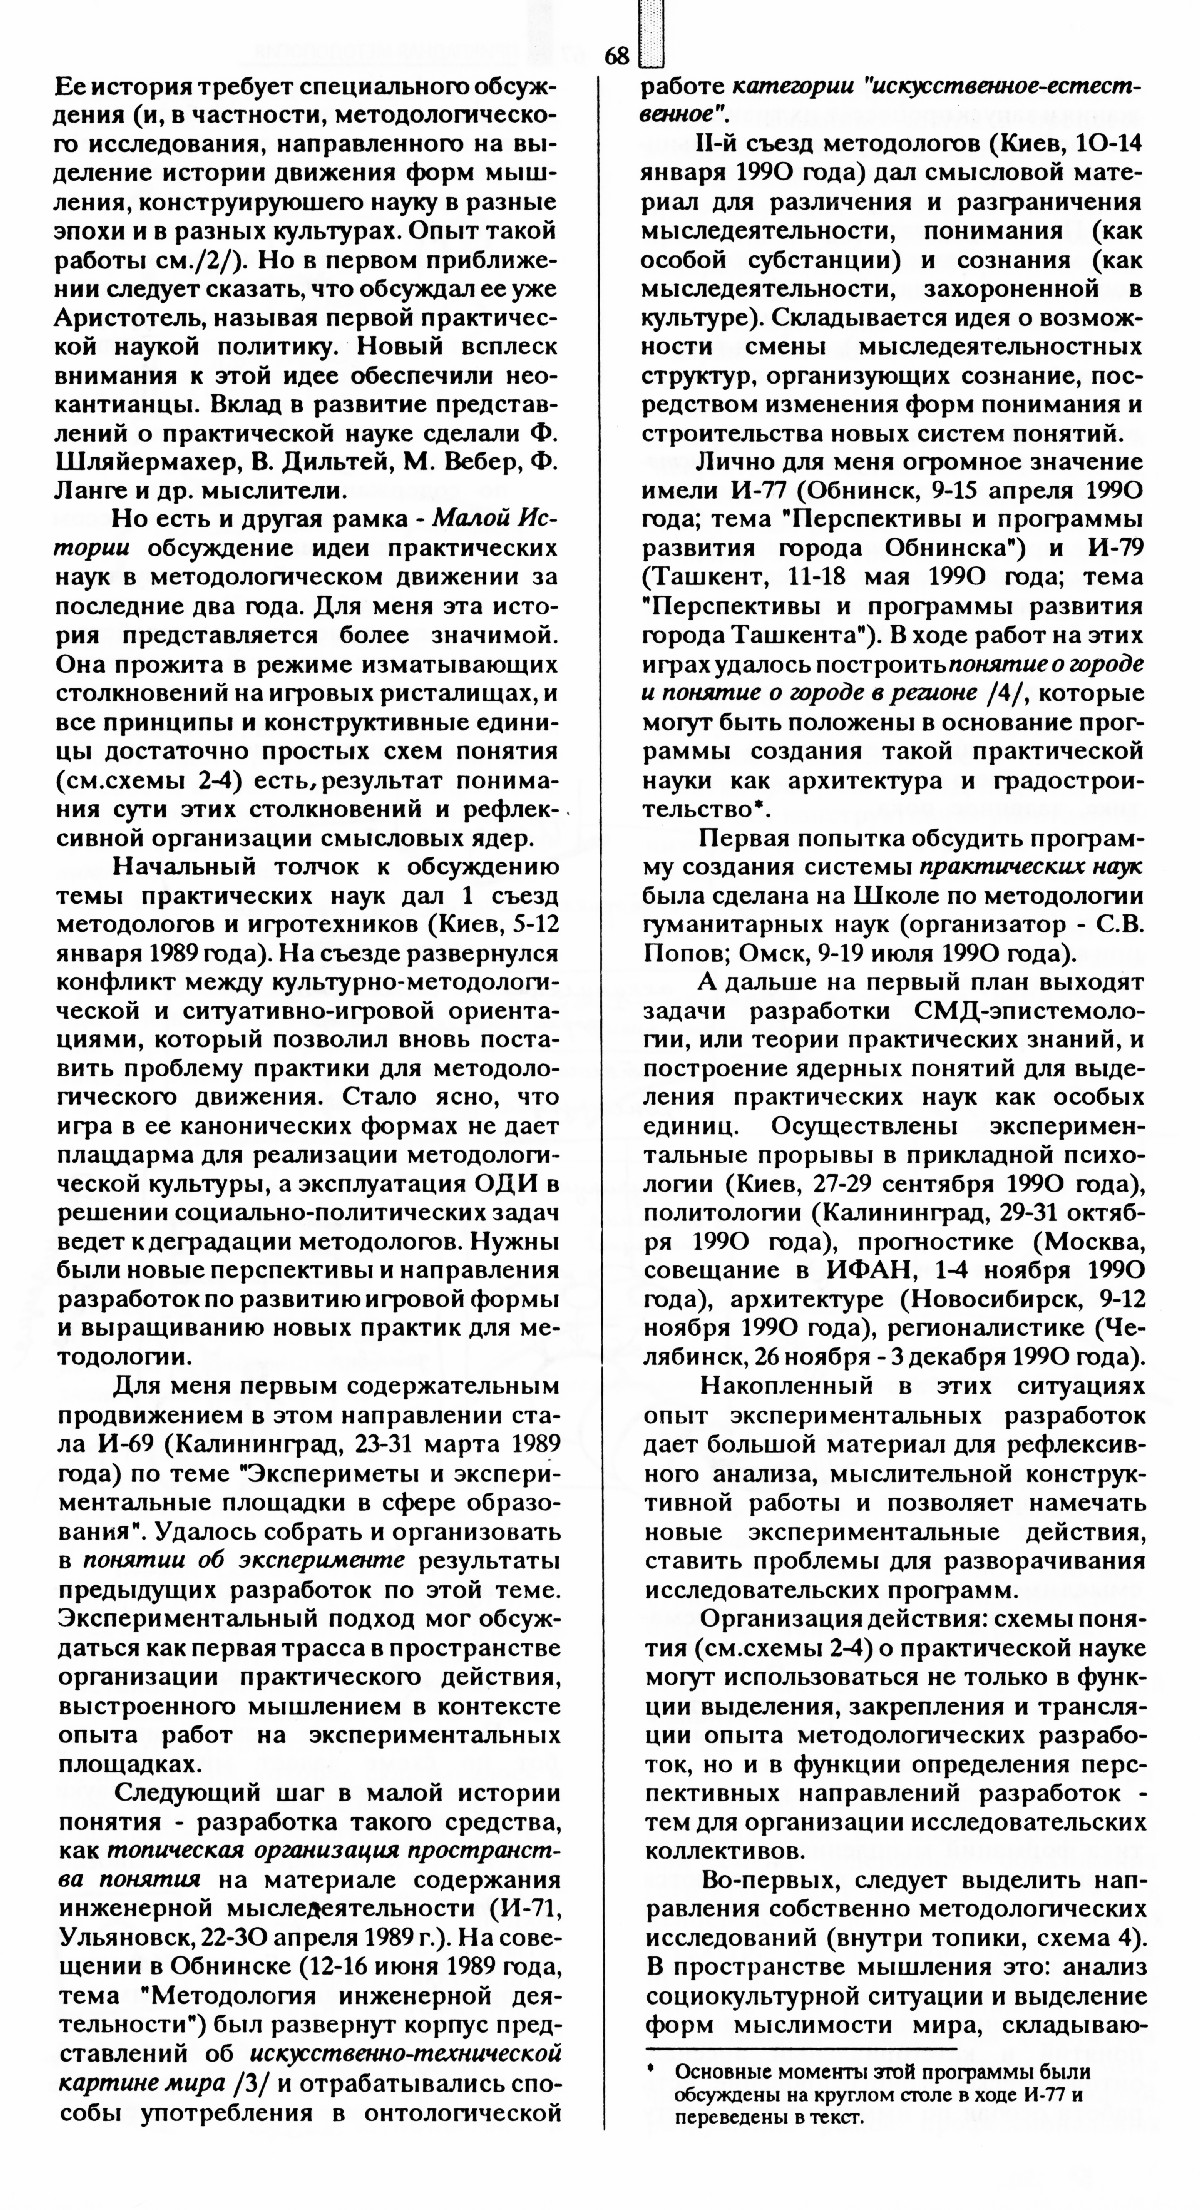 68
Ее история требует специального обсуж-
дения (и, в частности, методологическо-
го исследования, направленного на вы-
деление истории движения форм мыш-
ления, конструируюшего науку в разные
эпохи и в разных культурах. Опыт такой
работы см./2/). Но в первом приближе-
нии следует сказать, что обсуждал ее уже
Аристотель, называя первой практичес-
кой наукой политику. Новый всплеск
внимания к этой идее обеспечили нео-
кантианцы. Вклад в развитие представ-
лений о практической науке сделали Ф.
Шляйермахер, В. Дильтей, М. Вебер, Ф.
Ланге и др. мыслители.
Но есть и другая рамка - Малой Ис-
тории обсуждение идеи практических
наук в методологическом движении за
последние два года. Для меня эта исто-
рия представляется более значимой.
Она прожита в режиме изматывающих
столкновений на игровых ристалищах, и
все принципы и конструктивные едини-
цы достаточно простых схем понятия
(см.схемы 2-4) есть, результат понима-
ния сути этих столкновений и рефлек-
сивной организации смысловых ядер.
Начальный толчок к обсуждению
темы практических наук дал 1 съезд
методологов и игротехников (Киев, 5-12
января 1989 года). На съезде развернулся
конфликт между культурно-методологи-
ческой и ситуативно-игровой ориента-
циями, который позволил вновь поста-
вить проблему практики для методоло-
гического движения. Стало ясно, что
игра в ее канонических формах не дает
плацдарма для реализации методологи-
ческой культуры, а эксплуатация ОДИ в
решении социально-политических задач
ведет к деградации методологов. Нужны
были новые перспективы и направления
разработок по развитию игровой формы
и выращиванию новых практик для ме-
тодологии.
Для меня первым содержательным
продвижением в этом направлении ста-
ла И-69 (Калининград, 23-31 марта 1989
года) по теме "Экспериметы и экспери-
ментальные площадки в сфере образо-
вания". Удалось собрать и организовать
в понятии об эксперименте результаты
предыдущих разработок по этой теме.
Экспериментальный подход мог обсуж-
даться как первая трасса в пространстве
организации практического действия,
выстроенного мышлением в контексте
опыта работ на экспериментальных
площадках.
Следующий шаг в малой истории
понятия - разработка такого средства,
как топическая организация пространст-
ва понятия на материале содержания
инженерной мыследеятельности (И-71,
Ульяновск, 22-3О апреля 1989 г.). На сове-
щении в Обнинске (12-16 июня 1989 года,
тема "Методология инженерной дея-
тельности") был развернут корпус пред-
ставлений об искусственно-технической
картине мира /3/ и отрабатывались спо-
собы употребления в онтологической
работе категории "искусственное-естест-
венное".
II-й съезд методологов (Киев, 1О-14
января 199О года) дал смысловой мате-
риал для различения и разграничения
мыследеятельности, понимания (как
особой субстанции) и сознания (как
мыследеятельности, захороненной в
культуре). Складывается идея о возмож-
ности смены мыследеятельностных
структур, организующих сознание, пос-
редством изменения форм понимания и
строительства новых систем понятий.
Лично для меня огромное значение
имели И-77 (Обнинск, 9-15 апреля 199О
года; тема "Перспективы и программы
развития города Обнинска") и И-79
(Ташкент, 11-18 мая 199О года; тема
"Перспективы и программы развития
города Ташкента"). В ходе работ на этих
играх удалось построить понятие о городе
и понятие о городе в регионе /4/, которые
могут быть положены в основание прог-
раммы создания такой практической
науки как архитектура и градострои-
тельство*.
Первая попытка обсудить програм-
му создания системы практических наук
была сделана на Школе по методологии
гуманитарных наук (организатор - С.В.
Попов; Омск, 9-19 июля 199О года).
А дальше на первый план выходят
задачи разработки СМД-эпистемоло-
гии, или теории практических знаний, и
построение ядерных понятий для выде-
ления практических наук как особых
единиц. Осуществлены эксперимен-
тальные прорывы в прикладной психо-
логии (Киев, 27-29 сентября 199О года),
политологии (Калининград, 29-31 октяб-
ря 199О года), прогностике (Москва,
совещание в ИФАН, 1-4 ноября 199О
года), архитектуре (Новосибирск, 9-12
ноября 199О года), регионалистике (Че-
лябинск, 26 ноября - 3 декабря 199О года).
Накопленный в этих ситуациях
опыт экспериментальных разработок
дает большой материал для рефлексив-
ного анализа, мыслительной конструк-
тивной работы и позволяет намечать
новые экспериментальные действия,
ставить проблемы для разворачивания
исследовательских программ.
Организация действия: схемы поня-
тия (см.схемы 2-4) о практической науке
могут использоваться не только в функ-
ции выделения, закрепления и трансля-
ции опыта методологических разрабо-
ток, но и в функции определения перс-
пективных направлений разработок -
тем для организации исследовательских
коллективов.
Во-первых, следует выделить нап-
равления собственно методологических
исследований (внутри топики, схема 4).
В пространстве мышления это: анализ
социокультурной ситуации и выделение
форм мыслимости мира, складываю-
* Основные моменты этой программы были
обсуждены на круглом столе в ходе И-77 и
переведены в текст.